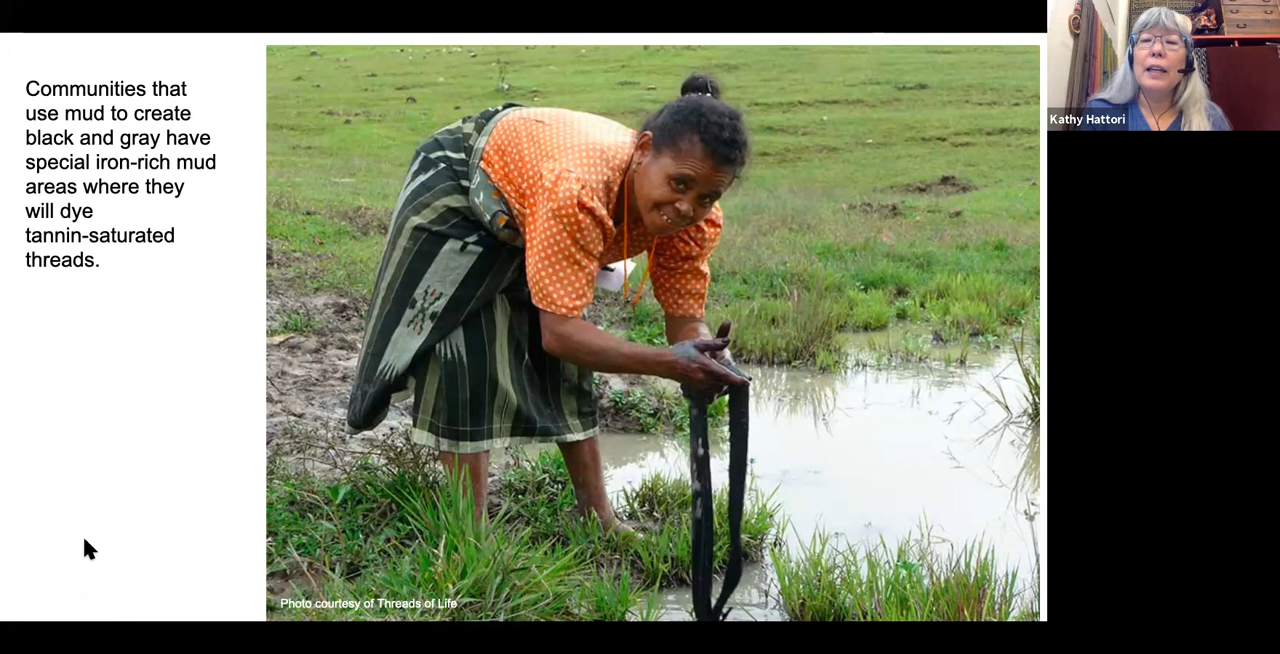 Communities that
use mud to create
black and gray have
special iron-rich mud
areas where they
will dye
tannin-saturated
threads.
Photo courtesy of Threads of Life
Kathy Hattori